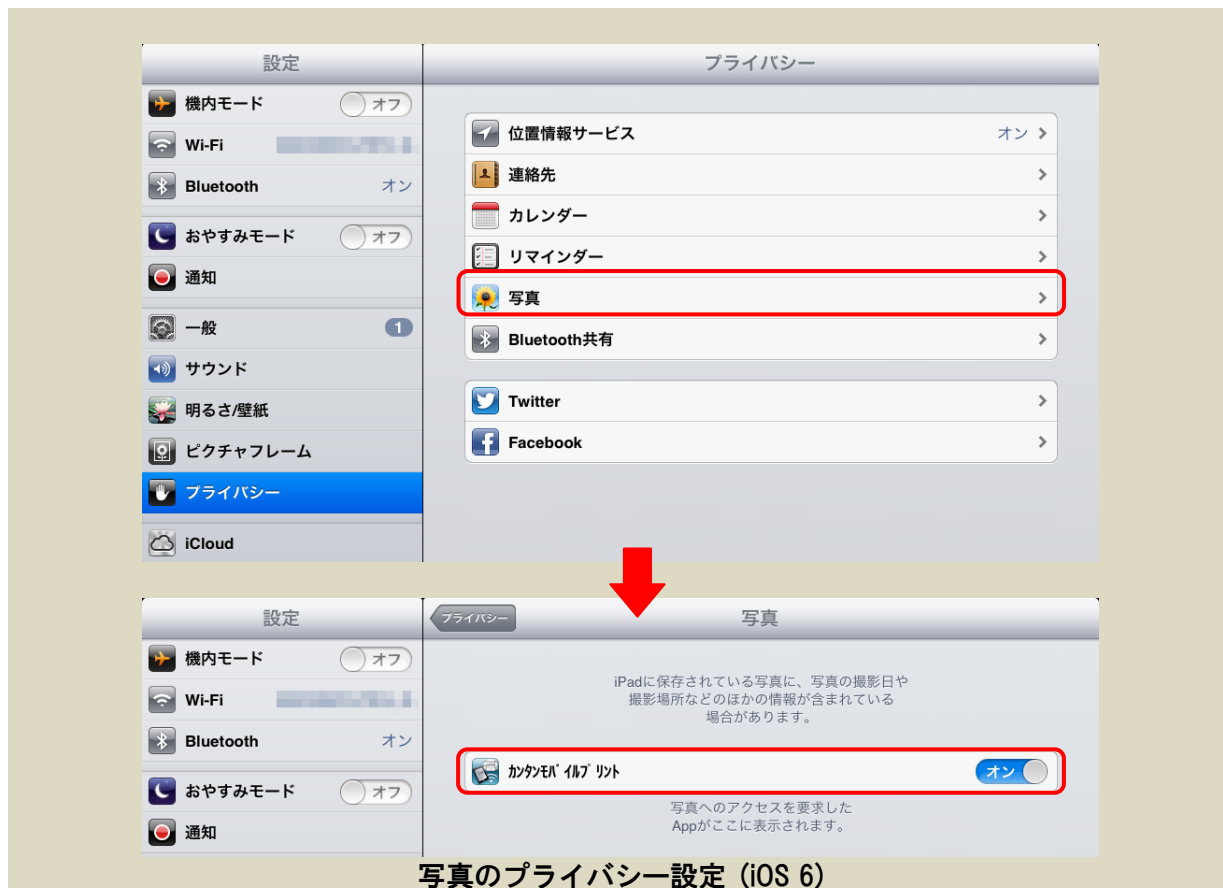 設定
プライバシー
機内モード オフ
Wi-Fi
Bluetooth オン
おやすみモード オフ
通知
一般 1
サウンド
明るさ/壁紙
ピクチャフレーム
プライバシー
iCloud
位置情報サービス オン
連絡先
カレンダー
リマインダー
写真
Bluetooth共有
Twitter
Facebook
設定
プライバシー
写真
機内モード オフ
Wi-Fi
Bluetooth オン
おやすみモード オフ
通知
iPadに保存されている写真に、写真の撮影日や
撮影場所などのほかの情報が含まれている
場合があります。
ｶﾝﾀﾝﾓﾊﾞｲﾙﾌﾟﾘﾝﾄ オン
写真へのアクセスを要求した
Appがここに表示されます。
写真のプライバシー設定 (iOS 6)